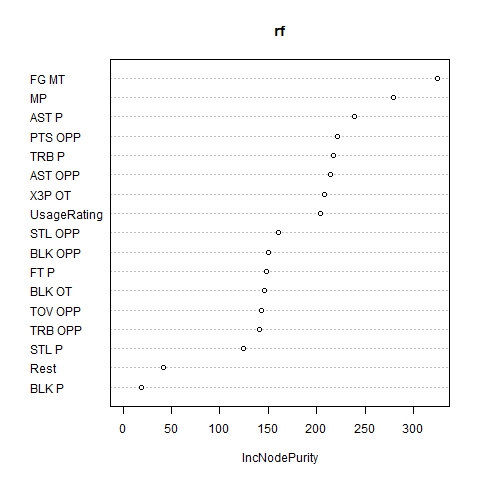 rf
FG MT
MP
AST P
PTS OPP
TRB P
AST OPP
X3P OT
UsageRating
STL OPP
BLK OPP
FT P
BLK OT
TOV OPP
TRB OPP
STL P
Rest
BLK P
0 50 100 150 200 250 300
IncNodePurity